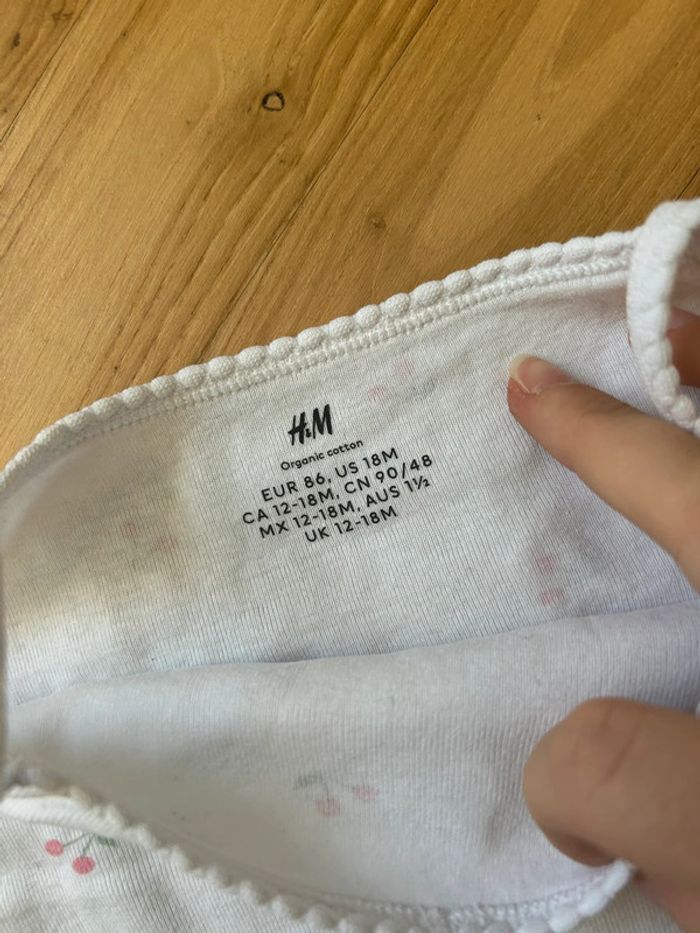 H&M
Organic cotton
EUR 86, US 18M
CA 12-18M, CN 90/48
MX 12-18M, AUS 1½
UK 12-18M